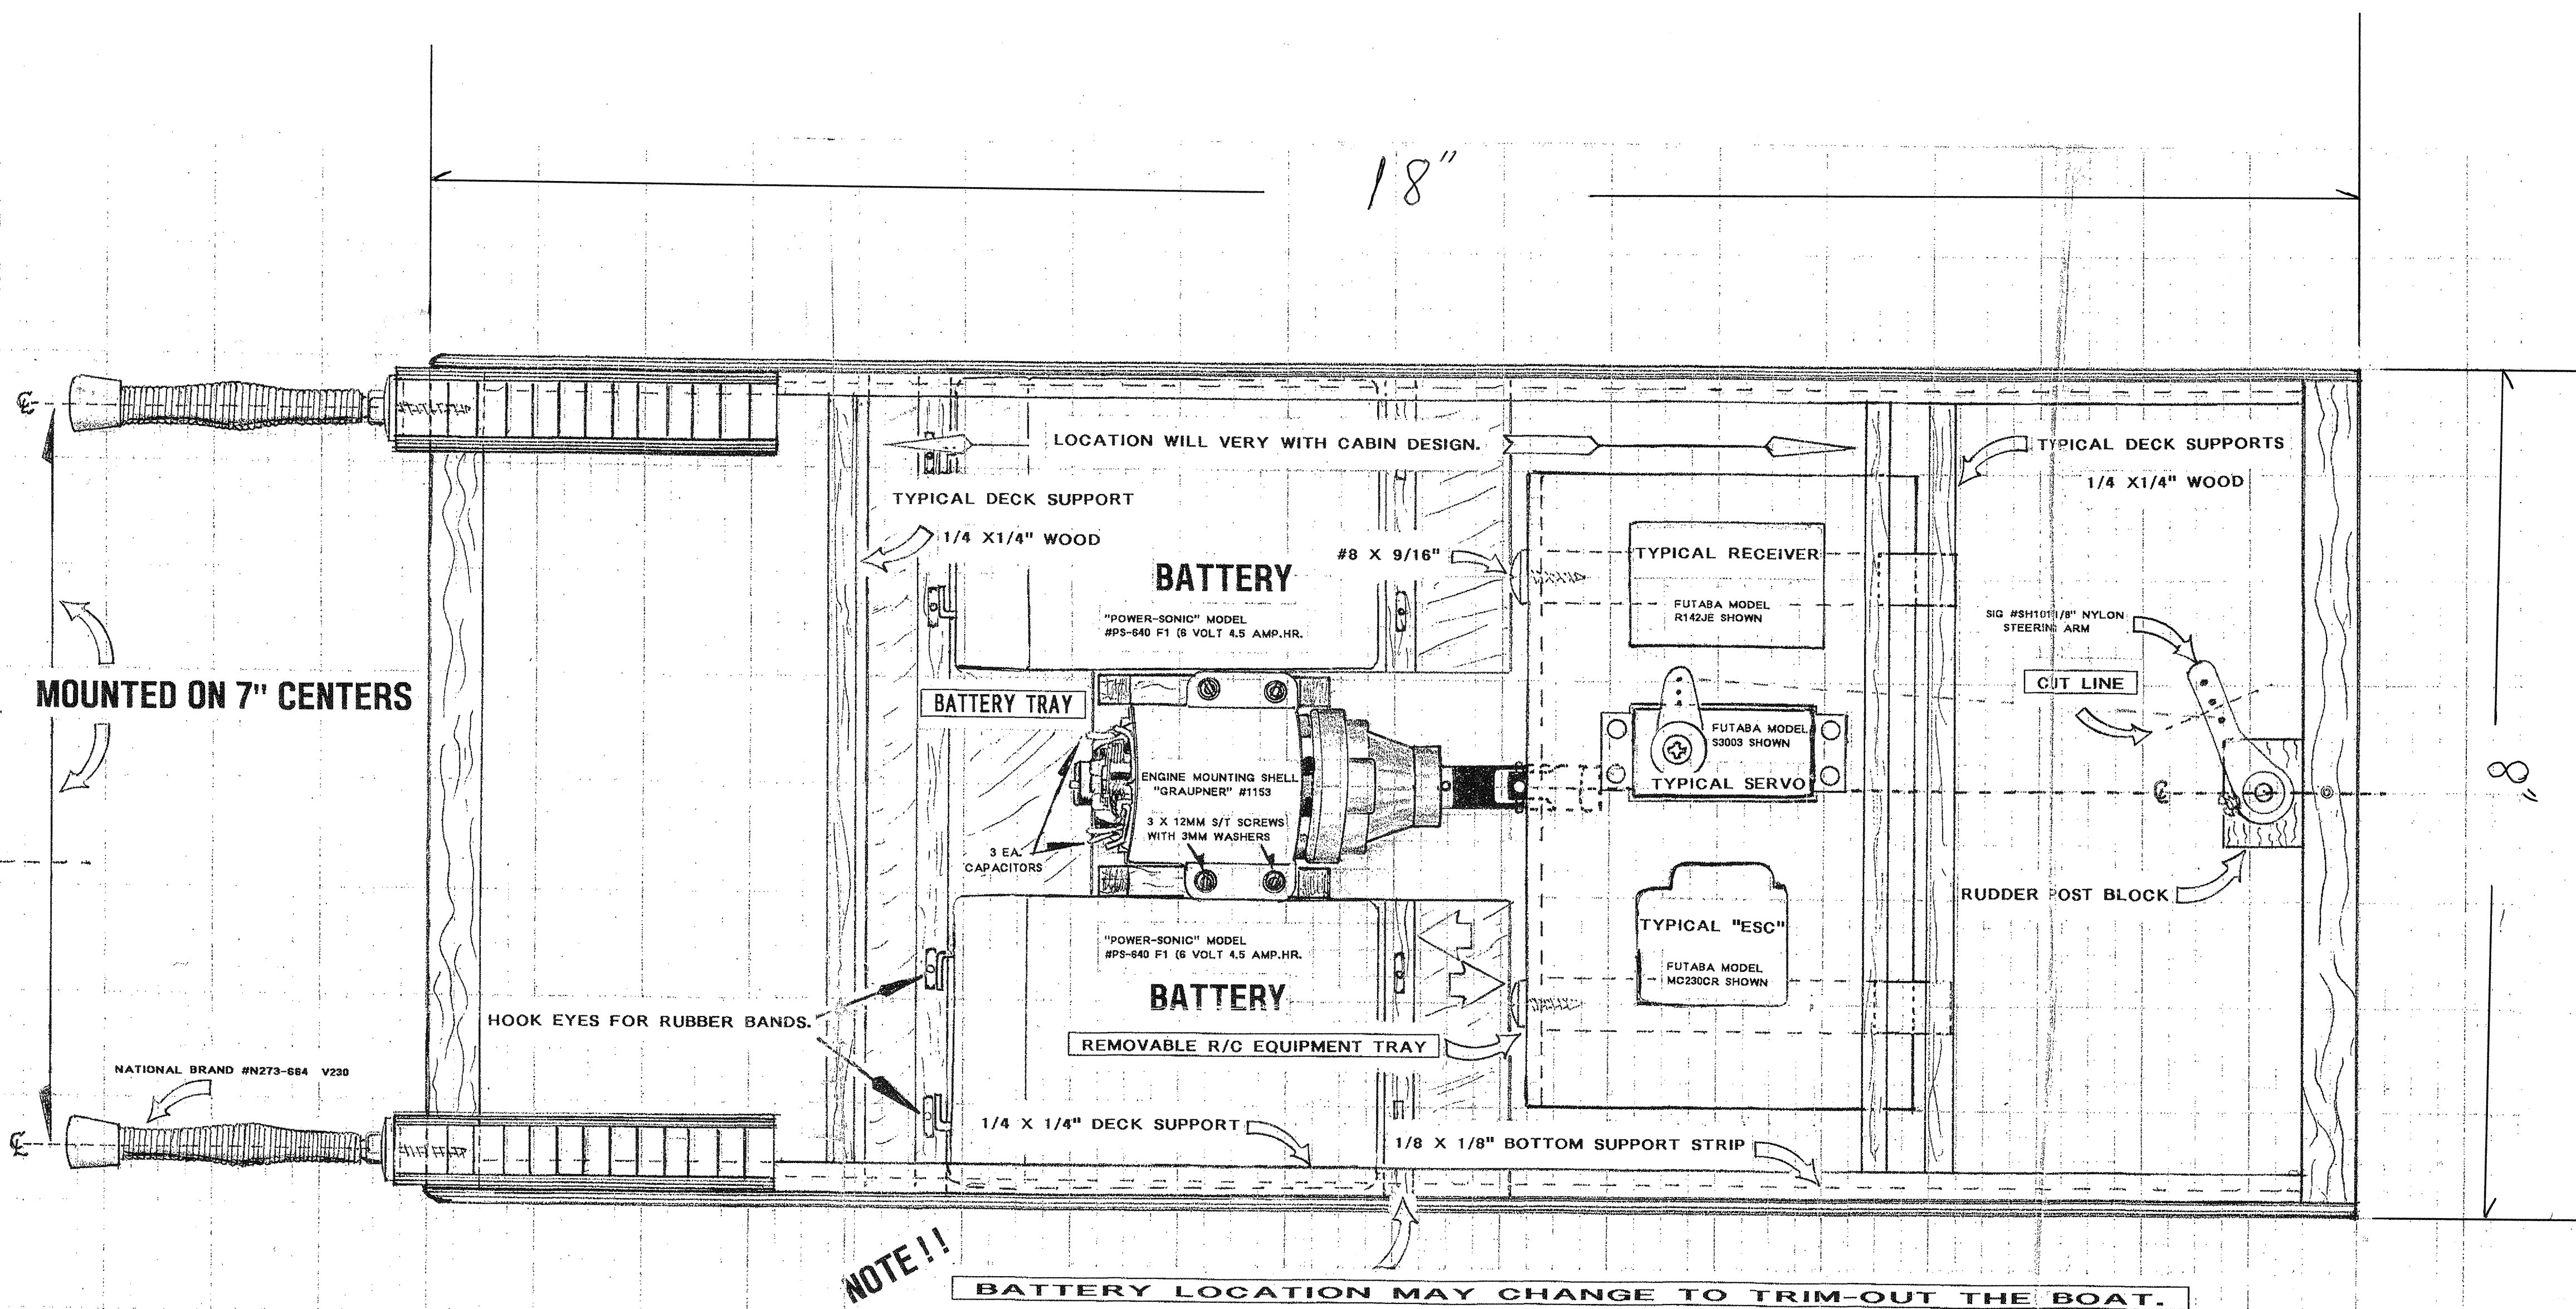 18"
℄
LOCATION WILL VERY WITH CABIN DESIGN.
TYPICAL DECK SUPPORTS
1/4 X1/4" WOOD
TYPICAL DECK SUPPORT
1/4 X1/4" WOOD
#8 X 9/16"
TYPICAL RECEIVER
FUTABA MODEL
R142JE SHOWN
BATTERY
"POWER-SONIC" MODEL
#PS-640 F1 (6 VOLT 4.5 AMP.HR.
SIG #SH101 1/8" NYLON
STEERING ARM
CUT LINE
MOUNTED ON 7" CENTERS
BATTERY TRAY
FUTABA MODEL
S3003 SHOWN
TYPICAL SERVO
ENGINE MOUNTING SHELL
"GRAUPNER" #1153
3 X 12MM S/T SCREWS
WITH 3MM WASHERS
℄
8"
3 EA.
CAPACITORS
RUDDER POST BLOCK
TYPICAL "ESC"
FUTABA MODEL
MC230CR SHOWN
"POWER-SONIC" MODEL
#PS-640 F1 (6 VOLT 4.5 AMP.HR.
BATTERY
HOOK EYES FOR RUBBER BANDS.
REMOVABLE R/C EQUIPMENT TRAY
NATIONAL BRAND #N273-664 V230
1/4 X 1/4" DECK SUPPORT
1/8 X 1/8" BOTTOM SUPPORT STRIP
℄
NOTE!!
BATTERY LOCATION MAY CHANGE TO TRIM-OUT THE BOAT.